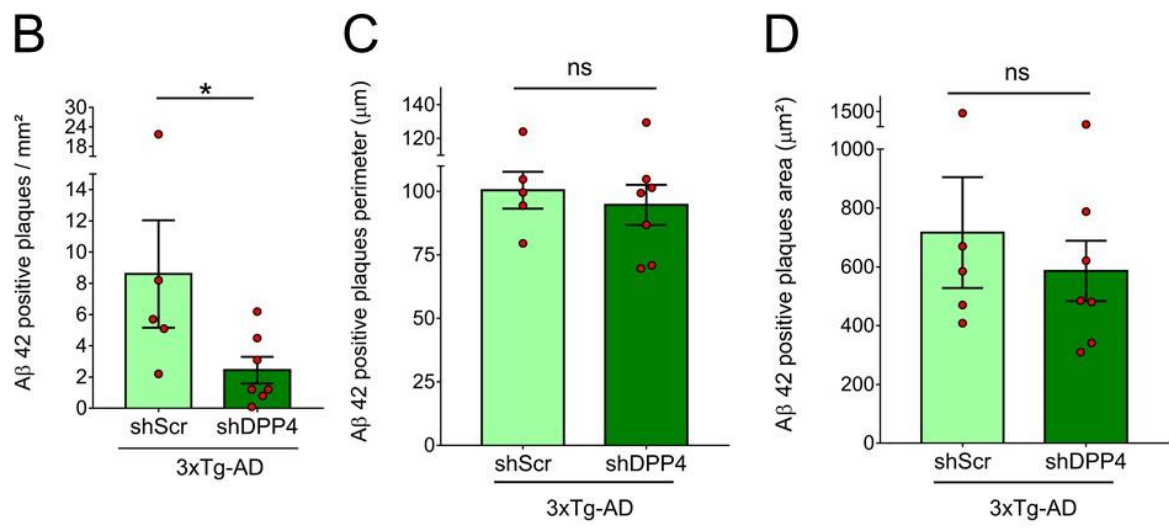 B
Aβ 42 positive plaques / mm²
30
24
18
14
12
10
8
6
4
2
0
*
shScr
shDPP4
3xTg-AD
C
Aβ 42 positive plaques perimeter (μm)
140
120
100
75
50
25
0
ns
shScr
shDPP4
3xTg-AD
D
Aβ 42 positive plaques area (μm²)
1500
1000
800
600
400
200
0
ns
shScr
shDPP4
3xTg-AD